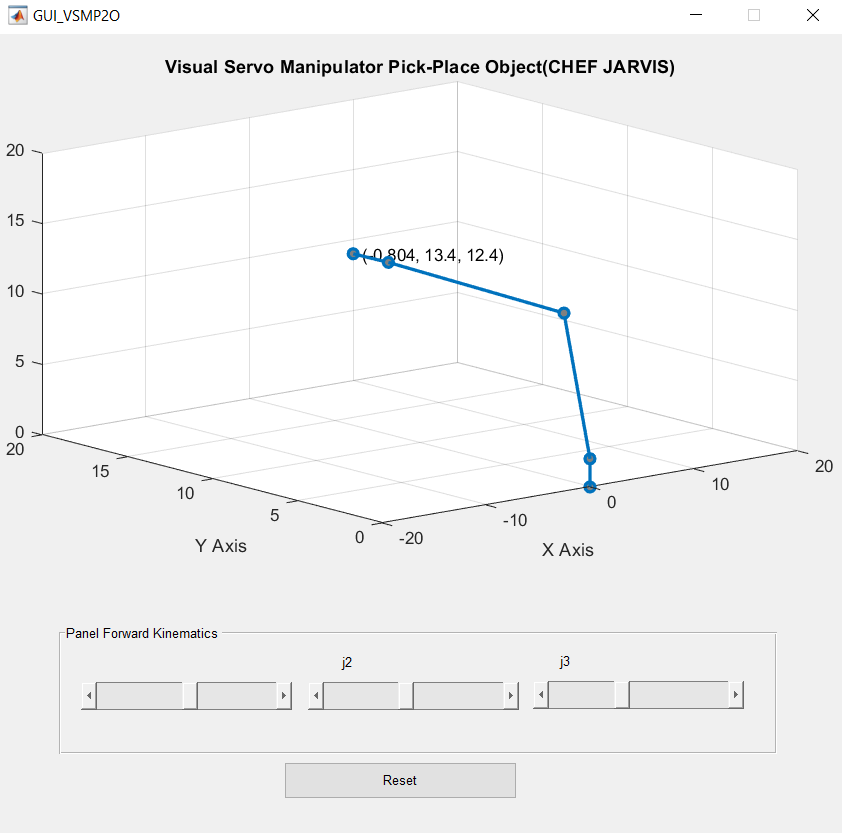 GUI_VSMP2O
Visual Servo Manipulator Pick-Place Object(CHEF JARVIS)
20
15
10
5
0
(-0.804, 13.4, 12.4)
20
15
10
5
0
Y Axis
-20
-10
0
10
20
X Axis
Panel Forward Kinematics
j2
j3
Reset